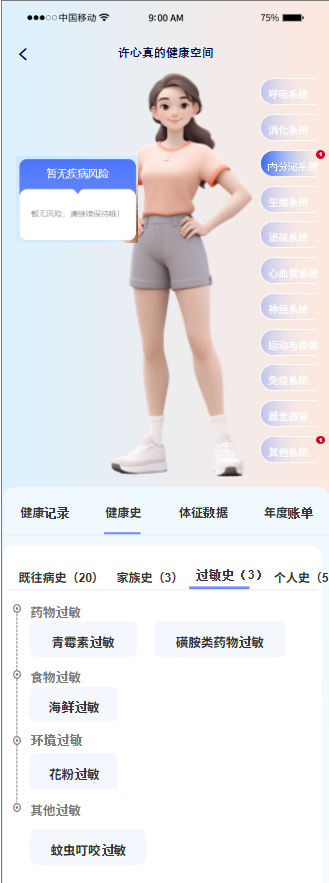 中国移动 9:00 AM 75%
许心真的健康空间
呼吸系统
消化系统
内分泌系统
1
暂无疾病风险
暂无风险，请继续保持哦！
生殖系统
泌尿系统
心血管系统
神经系统
运动与骨骼
免疫系统
感觉器官
其他系统
1
健康记录 健康史 体征数据 年度账单
既往病史（20） 家族史（3） 过敏史（3） 个人史（5
药物过敏
青霉素过敏 磺胺类药物过敏
食物过敏
海鲜过敏
环境过敏
花粉过敏
其他过敏
蚊虫叮咬过敏